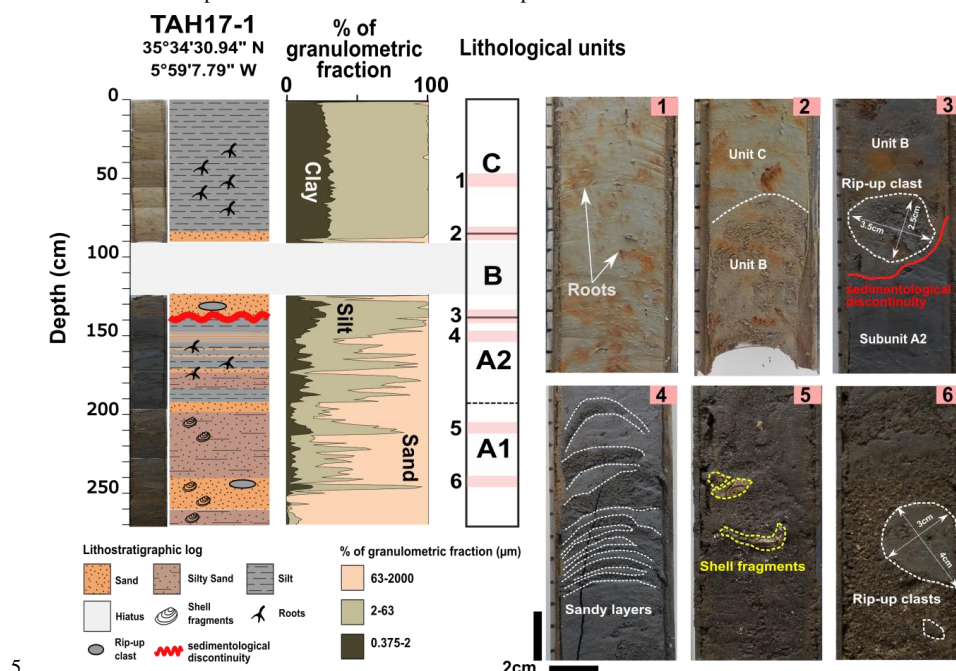 TAH17-1
35°34'30.94" N
5°59'7.79" W
% of
granulometric
fraction
Lithological units
0
100
Depth (cm)
0
50
100
150
200
250
Clay
Silt
Sand
C
B
A2
A1
1
2
3
4
5
6
1
Roots
2
Unit C
Unit B
3
Unit B
Rip-up clast
3.5cm
2.5cm
sedimentological
discontinuity
Subunit A2
4
Sandy layers
5
Shell fragments
6
3cm
4cm
Rip-up clasts
2cm
Lithostratigraphic log
Sand
Silty Sand
Silt
Hiatus
Shell
fragments
Roots
Rip-up
clast
sedimentological
discontinuity
% of granulometric fraction (µm)
63-2000
2-63
0.375-2
5